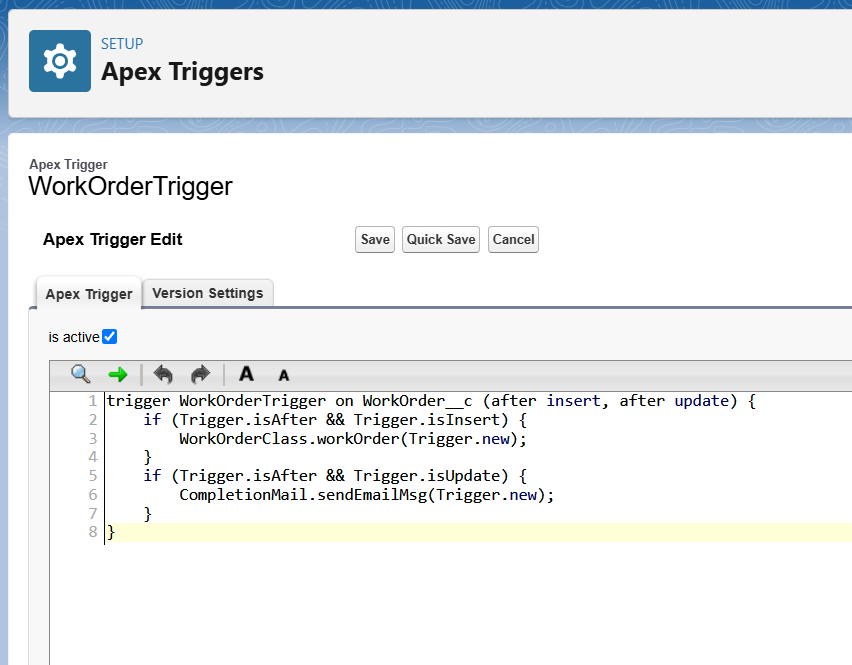 SETUP
Apex Triggers
Apex Trigger
WorkOrderTrigger
Apex Trigger Edit
Save
Quick Save
Cancel
Apex Trigger
Version Settings
is active
A A
1 trigger WorkOrderTrigger on WorkOrder__c (after insert, after update) {
2     if (Trigger.isAfter && Trigger.isInsert) {
3         WorkOrderClass.workOrder(Trigger.new);
4     }
5     if (Trigger.isAfter && Trigger.isUpdate) {
6         CompletionMail.sendEmailMsg(Trigger.new);
7     }
8 }